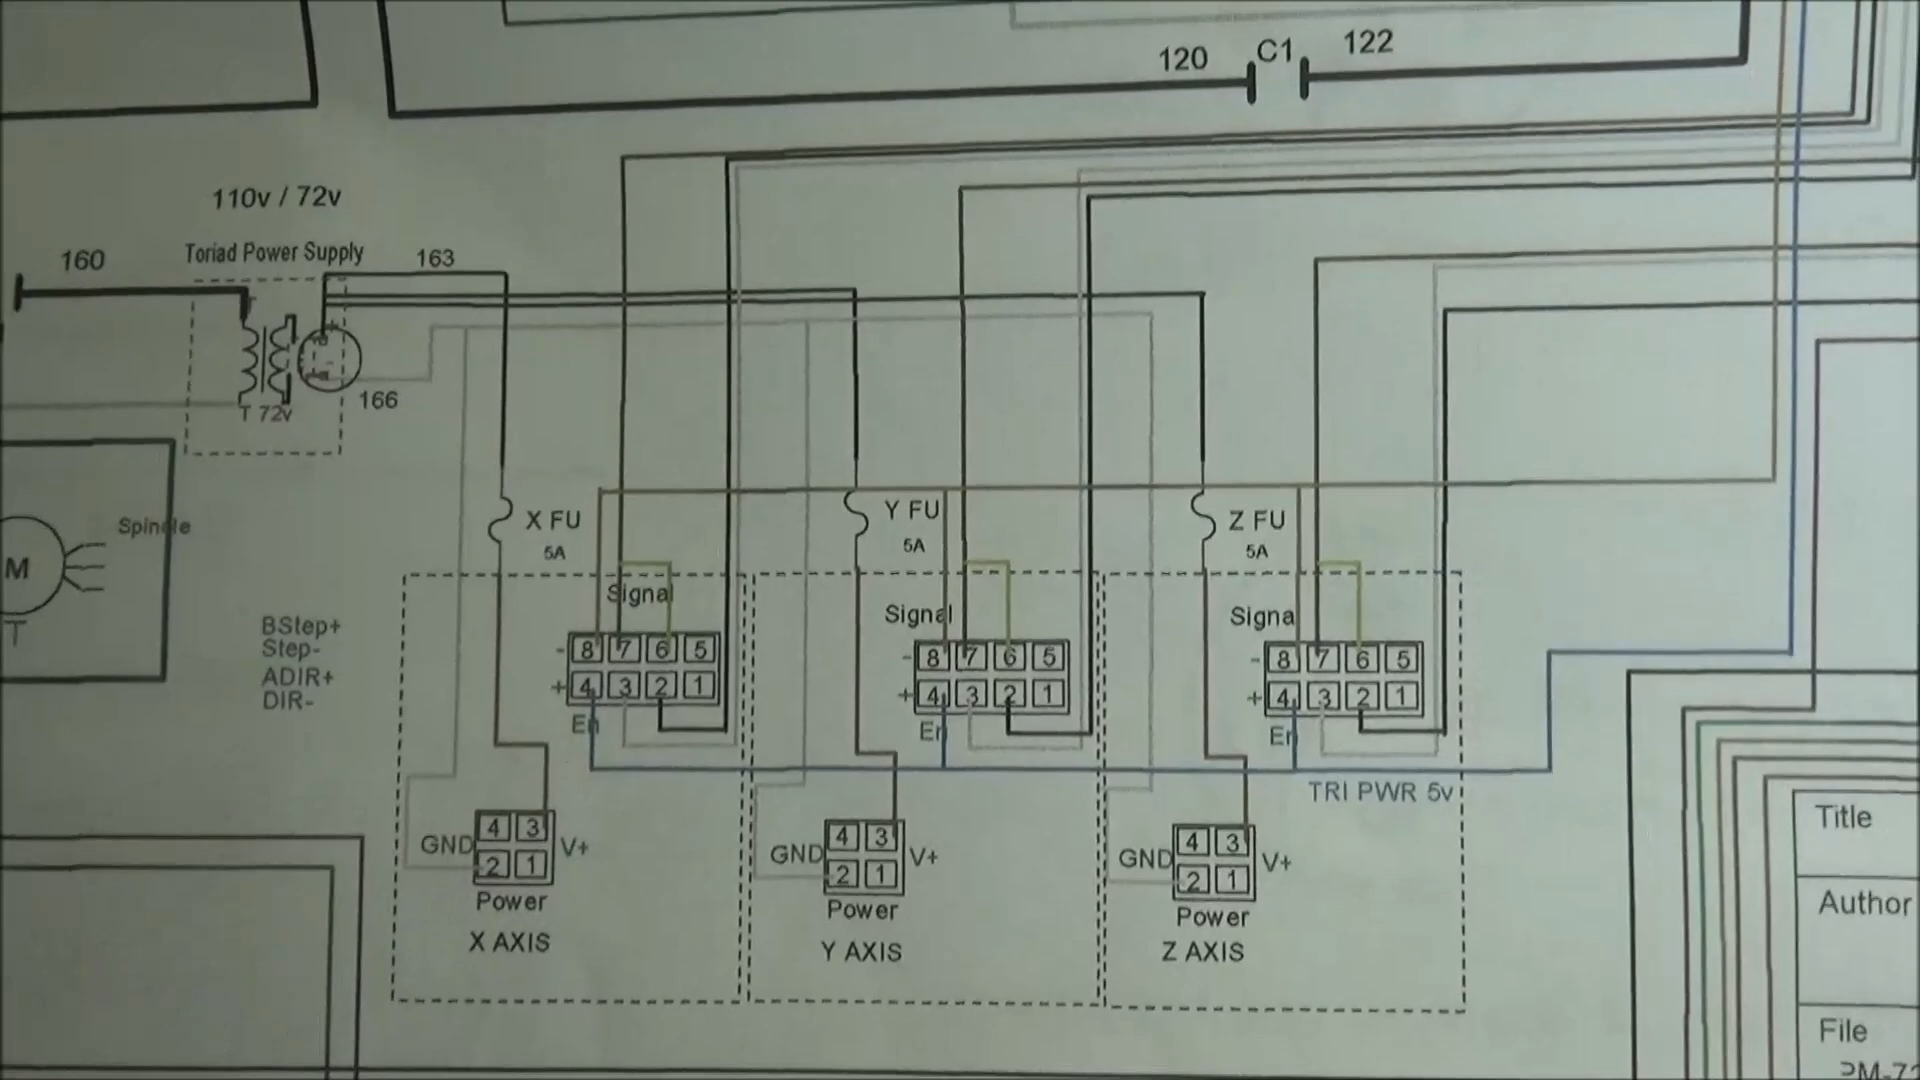 120 C1 122
110v / 72v
Toriad Power Supply
160
163
166
T 72v
Spindle
M
T
X FU
5A
Y FU
5A
Z FU
5A
BStep+
Step-
ADIR+
DIR-
Signal
- 8 7 6 5
+ 4 3 2 1
En
Signal
- 8 7 6 5
+ 4 3 2 1
En
Signa
- 8 7 6 5
+ 4 3 2 1
En
TRI PWR 5v
4 3
GND V+
2 1
Power
X AXIS
4 3
GND V+
2 1
Power
Y AXIS
4 3
GND V+
2 1
Power
Z AXIS
Title
Author
File